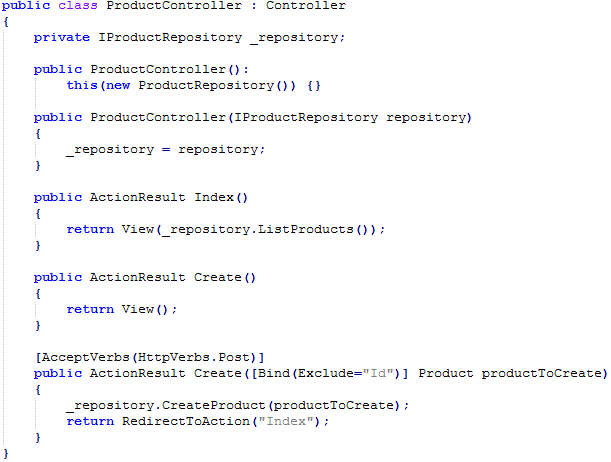 public class ProductController : Controller
{
    private IProductRepository _repository;

    public ProductController():
        this(new ProductRepository()) {}

    public ProductController(IProductRepository repository)
    {
        _repository = repository;
    }

    public ActionResult Index()
    {
        return View(_repository.ListProducts());
    }

    public ActionResult Create()
    {
        return View();
    }

    [AcceptVerbs(HttpVerbs.Post)]
    public ActionResult Create([Bind(Exclude="Id")] Product productToCreate)
    {
        _repository.CreateProduct(productToCreate);
        return RedirectToAction("Index");
    }
}